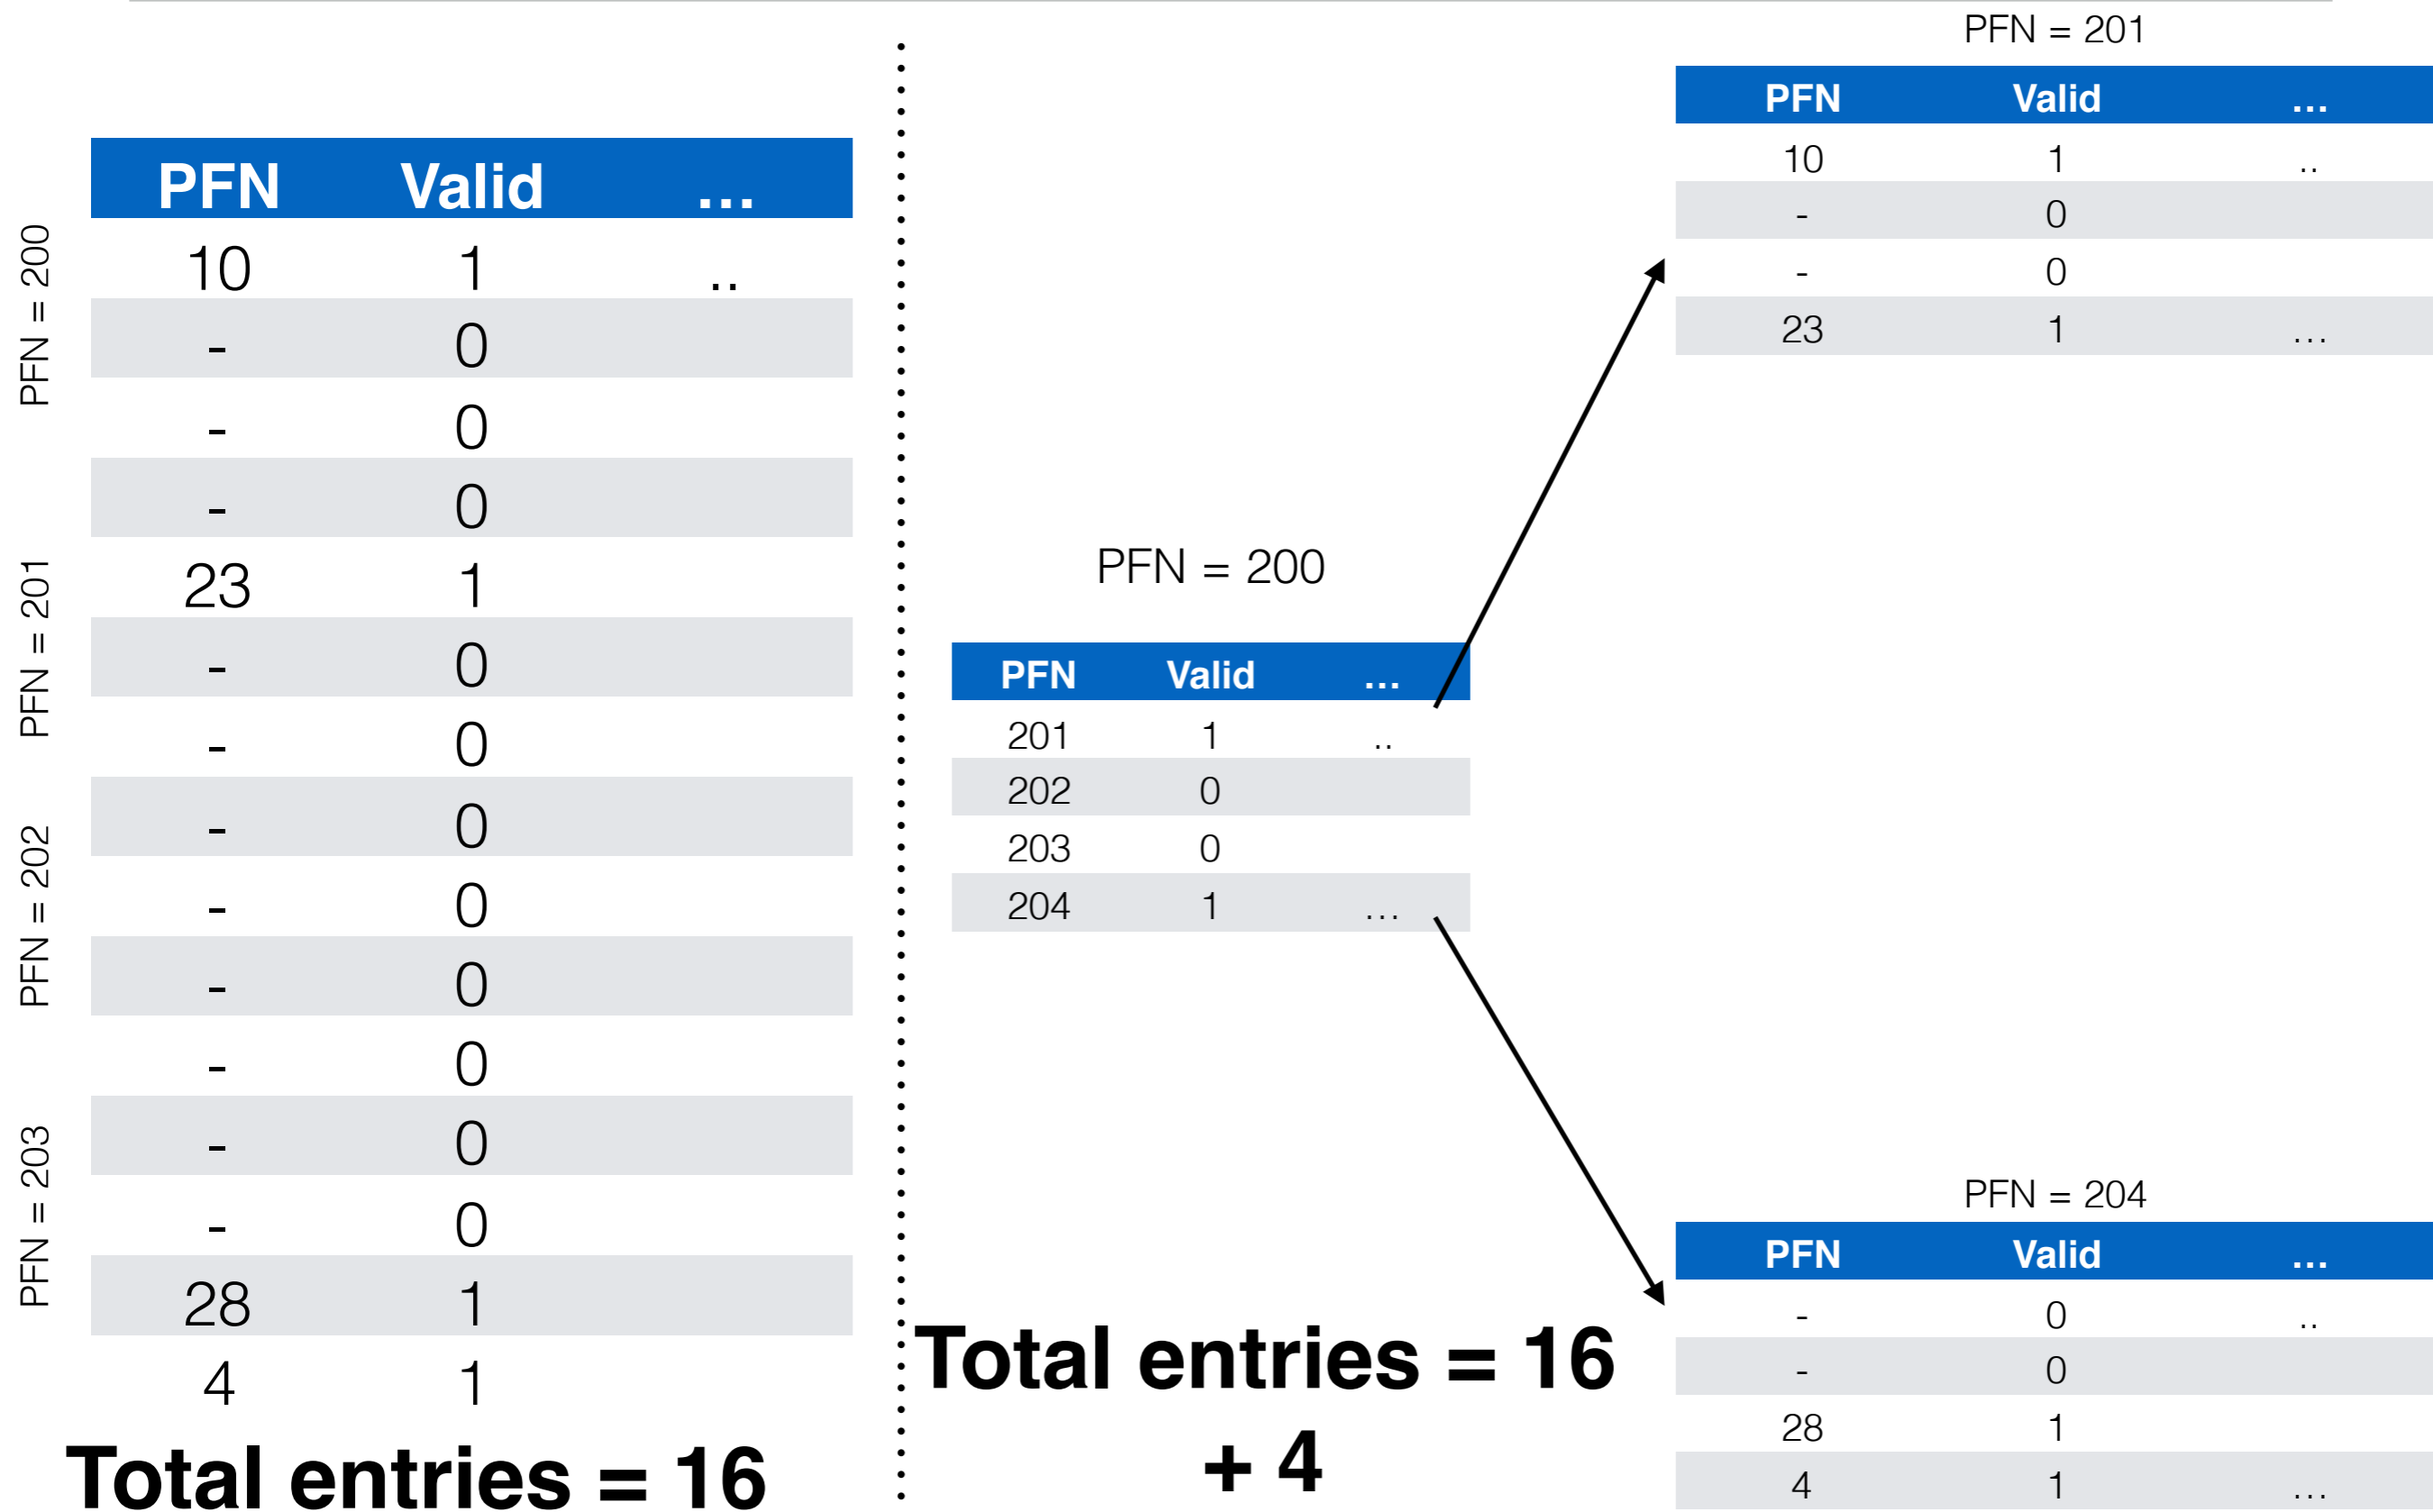 PFN Valid ...
10 1 ..
- 0
- 0
- 0
23 1
- 0
- 0
- 0
- 0
- 0
- 0
- 0
- 0
28 1
4 1
PFN = 200
PFN = 201
PFN = 202
PFN = 203
Total entries = 16
PFN = 200
PFN Valid ...
201 1 ..
202 0
203 0
204 1 ...
Total entries = 16
+ 4
PFN = 201
PFN Valid ...
10 1 ..
- 0
- 0
23 1 ...
PFN = 204
PFN Valid ...
- 0 ..
- 0
28 1
4 1 ...